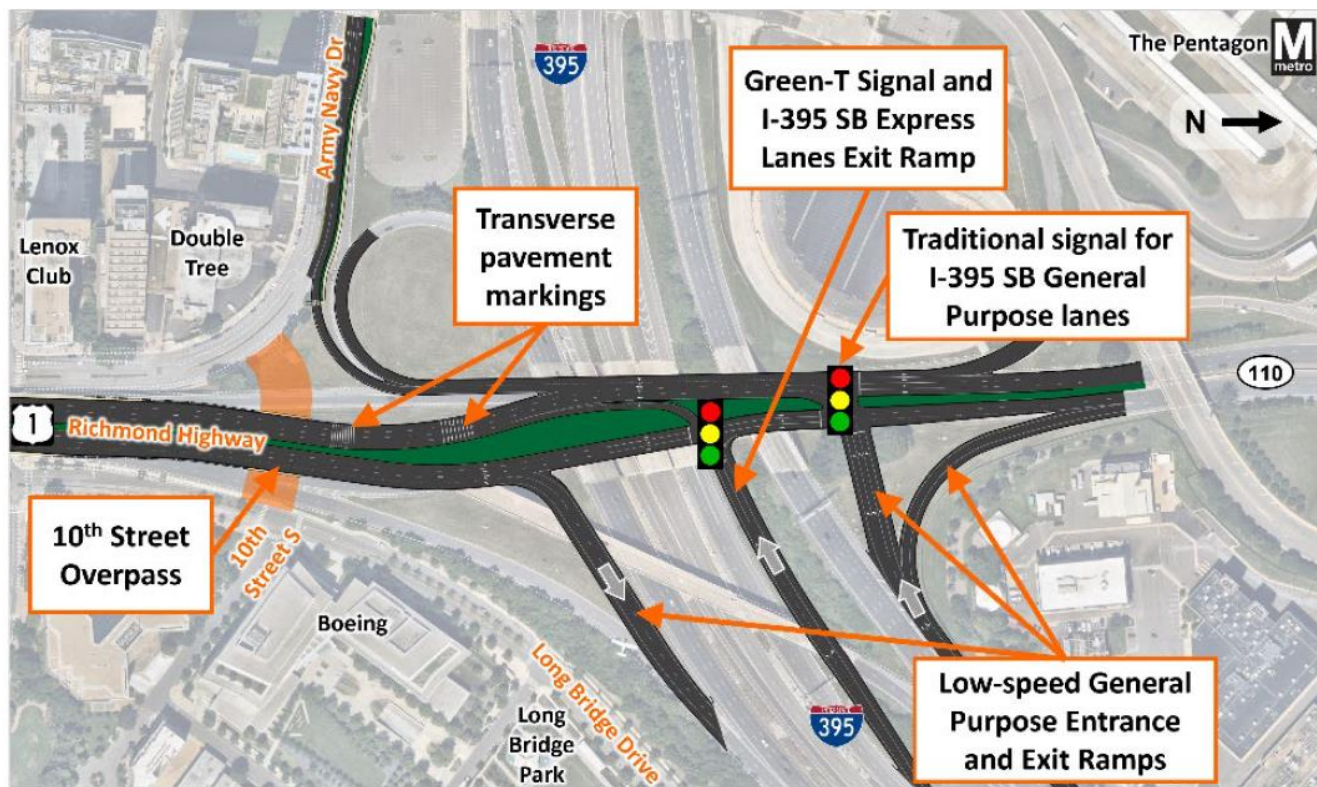 The Pentagon
M
metro
N
Army Navy Dr
INTERSTATE
395
Green-T Signal and
I-395 SB Express
Lanes Exit Ramp
Transverse
pavement
markings
Traditional signal for
I-395 SB General
Purpose lanes
Lenox
Club
Double
Tree
110
1
Richmond Highway
10th Street
Overpass
10th
Street S
Boeing
Long Bridge Drive
Long
Bridge
Park
INTERSTATE
395
Low-speed General
Purpose Entrance
and Exit Ramps